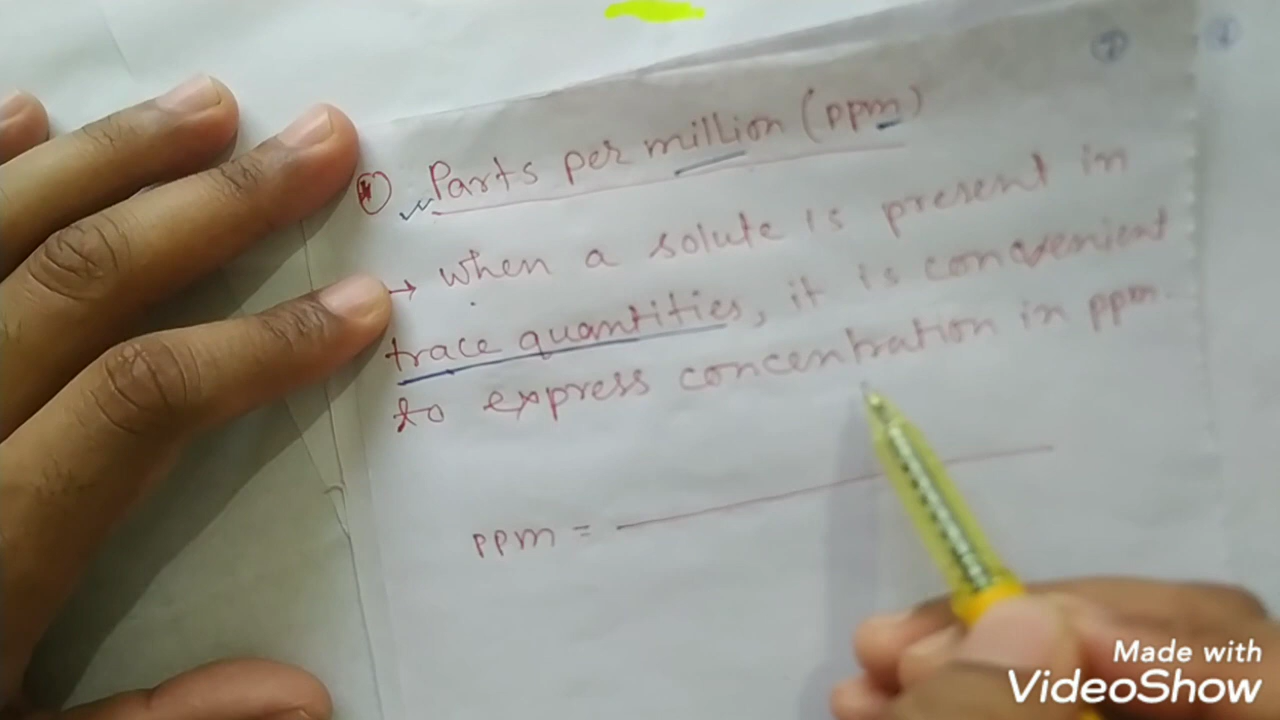 Parts per million (ppm)
→ when a solute is present in
trace quantities, it is convenient
to express concentration in ppm.
ppm =
Made with
VideoShow